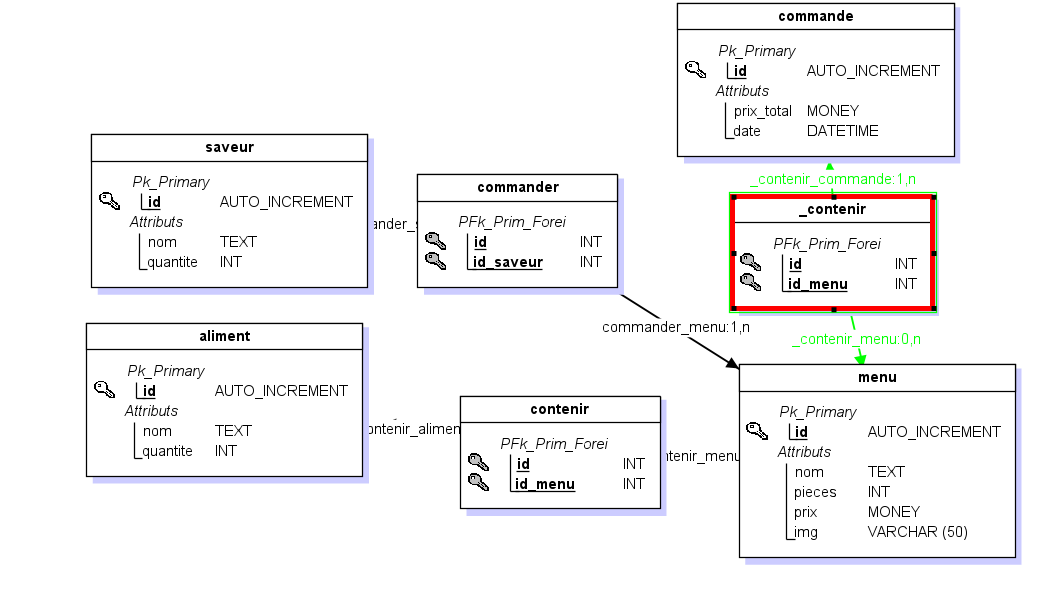 commande
Pk_Primary
id AUTO_INCREMENT
Attributs
prix_total MONEY
date DATETIME
saveur
Pk_Primary
id AUTO_INCREMENT
Attributs
nom TEXT
quantite INT
commander
PFk_Prim_Forei
id INT
id_saveur INT
_contenir_commande:1,n
_contenir
PFk_Prim_Forei
id INT
id_menu INT
commander_menu:1,n
_contenir_menu:0,n
aliment
Pk_Primary
id AUTO_INCREMENT
Attributs
nom TEXT
quantite INT
contenir
PFk_Prim_Forei
id INT
id_menu INT
menu
Pk_Primary
id AUTO_INCREMENT
Attributs
nom TEXT
pieces INT
prix MONEY
img VARCHAR (50)